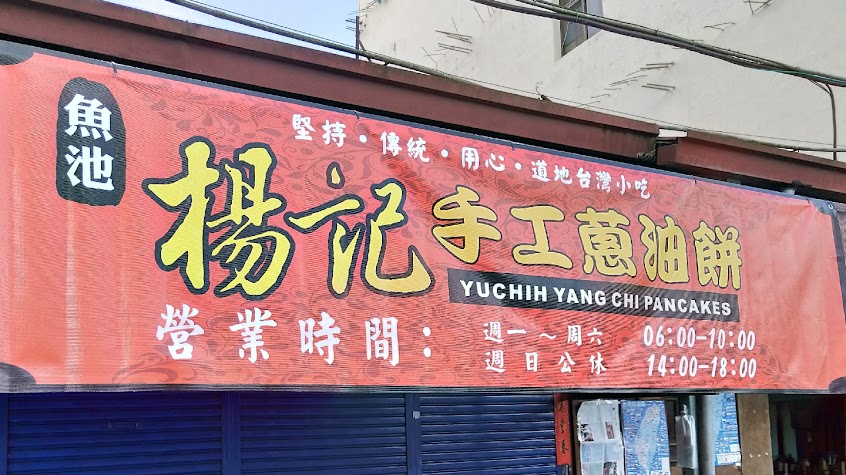 魚池
堅持・傳統・用心・道地台灣小吃
楊記手工蔥油餅
YUCHIH YANG CHI PANCAKES
營業時間：
週一～周六 06:00-10:00
週日公休 14:00-18:00